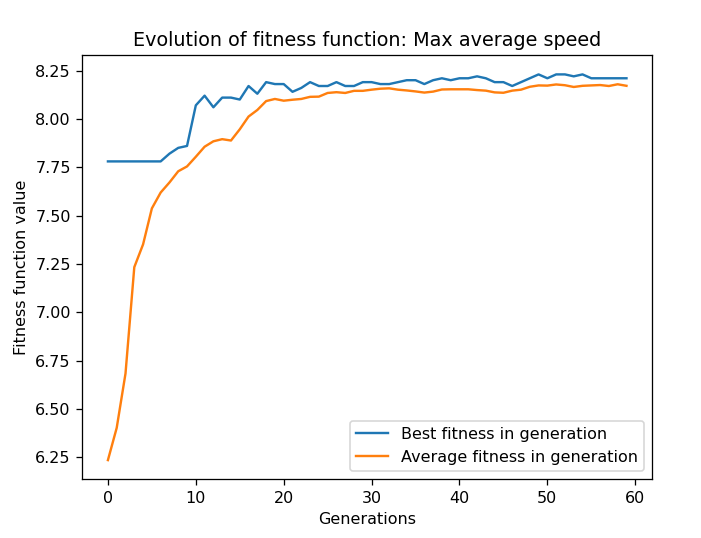 Evolution of fitness function: Max average speed
8.25
8.00
7.75
7.50
7.25
7.00
6.75
6.50
6.25
Fitness function value
Best fitness in generation
Average fitness in generation
0 10 20 30 40 50 60
Generations